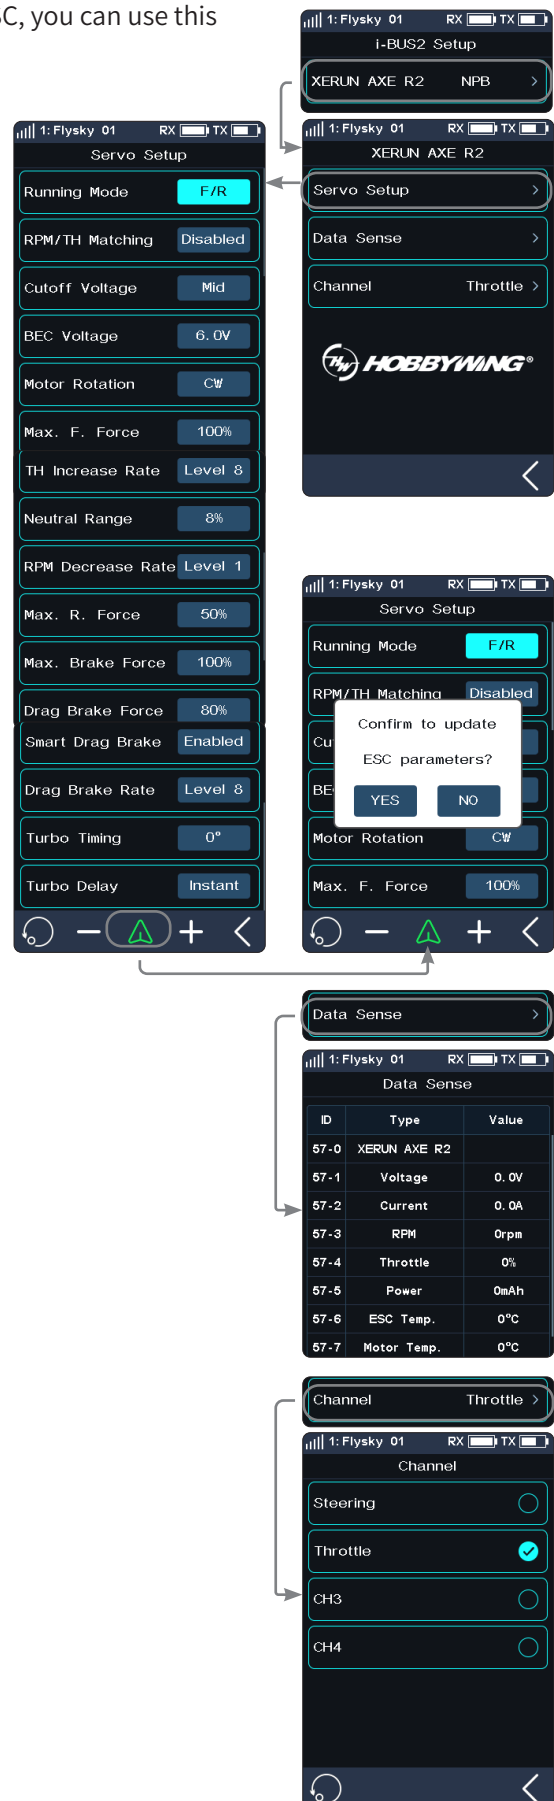 SC, you can use this
1: Flysky 01 RX TX
i-BUS2 Setup
XERUN AXE R2 NPB >
1: Flysky 01 RX TX
XERUN AXE R2
Servo Setup >
Data Sense >
Channel Throttle >
HW HOBBYWING®
1: Flysky 01 RX TX
Servo Setup
Running Mode F/R
RPM/TH Matching Disabled
Cutoff Voltage Mid
BEC Voltage 6.0V
Motor Rotation CW
Max. F. Force 100%
TH Increase Rate Level 8
Neutral Range 8%
RPM Decrease Rate Level 1
Max. R. Force 50%
Max. Brake Force 100%
Drag Brake Force 80%
Smart Drag Brake Enabled
Drag Brake Rate Level 8
Turbo Timing 0°
Turbo Delay Instant
1: Flysky 01 RX TX
Servo Setup
Running Mode F/R
RPM/TH Matching Disabled
Confirm to update
Cu
ESC parameters?
BE
YES NO
Motor Rotation CW
Max. F. Force 100%
Data Sense >
1: Flysky 01 RX TX
Data Sense
ID Type Value
57-0 XERUN AXE R2
57-1 Voltage 0.0V
57-2 Current 0.0A
57-3 RPM 0rpm
57-4 Throttle 0%
57-5 Power 0mAh
57-6 ESC Temp. 0°C
57-7 Motor Temp. 0°C
Channel Throttle >
1: Flysky 01 RX TX
Channel
Steering
Throttle
CH3
CH4